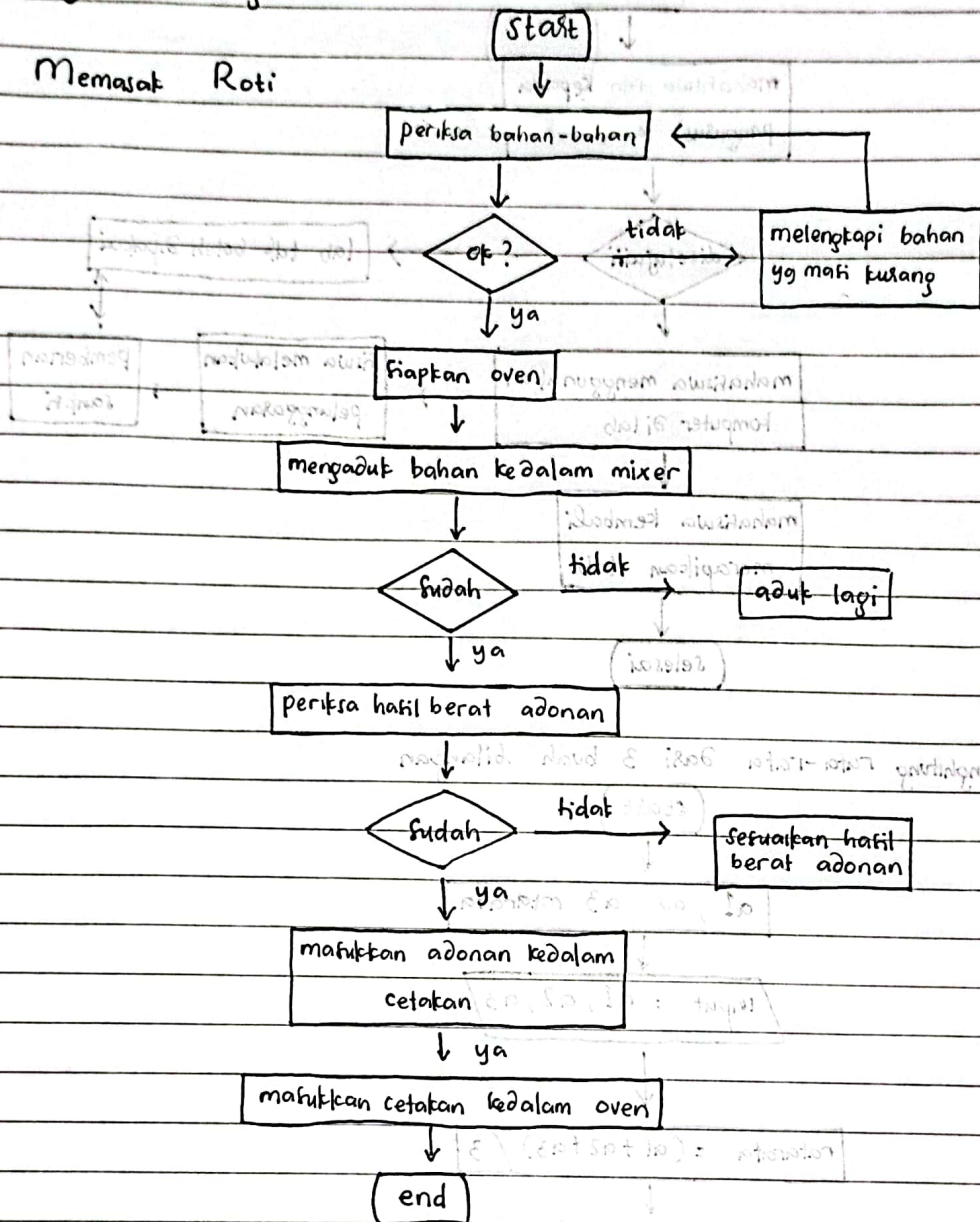 start
Memasak Roti
periksa bahan-bahan
ok?
tidak
melengkapi bahan
yg masi kurang
ya
siapkan oven
mengaduk bahan kedalam mixer
sudah
tidak
aduk lagi
ya
periksa hasil berat adonan
sudah
tidak
sesuaikan hasil
berat adonan
ya
masukkan adonan kedalam
cetakan
ya
masukkan cetakan kedalam oven
end